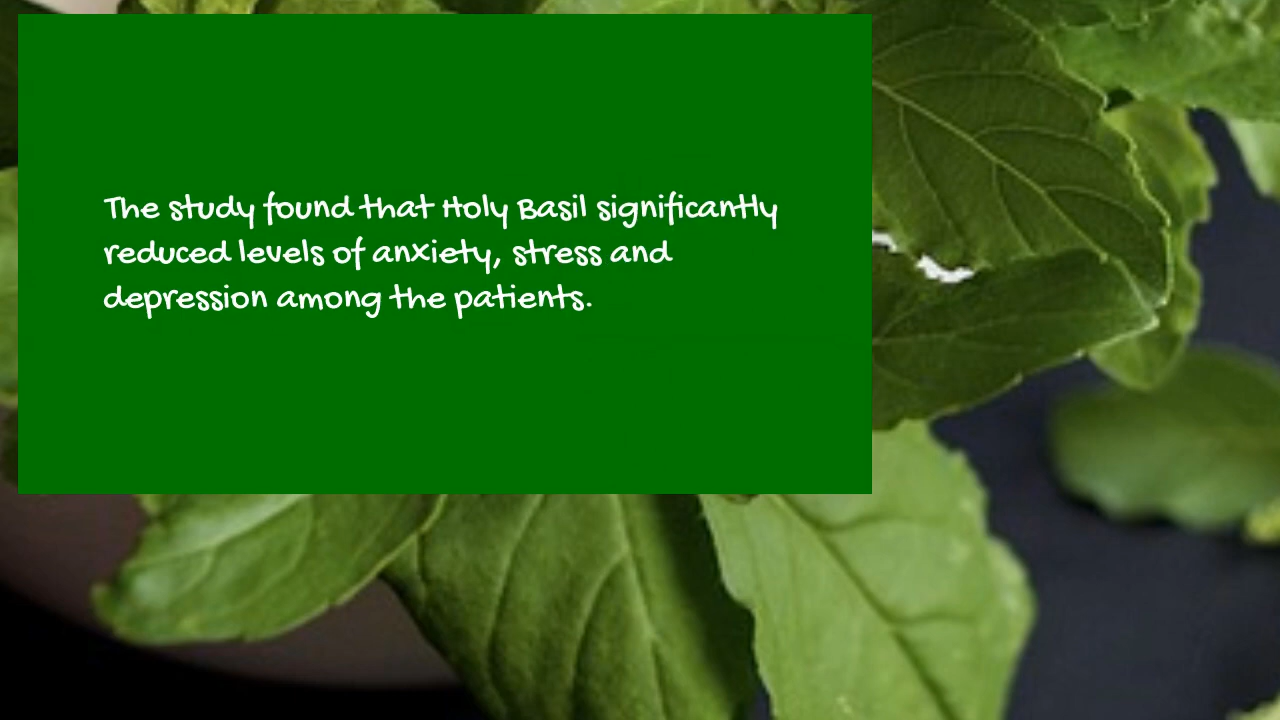 The study found that Holy Basil significantly
reduced levels of anxiety, stress and
depression among the patients.